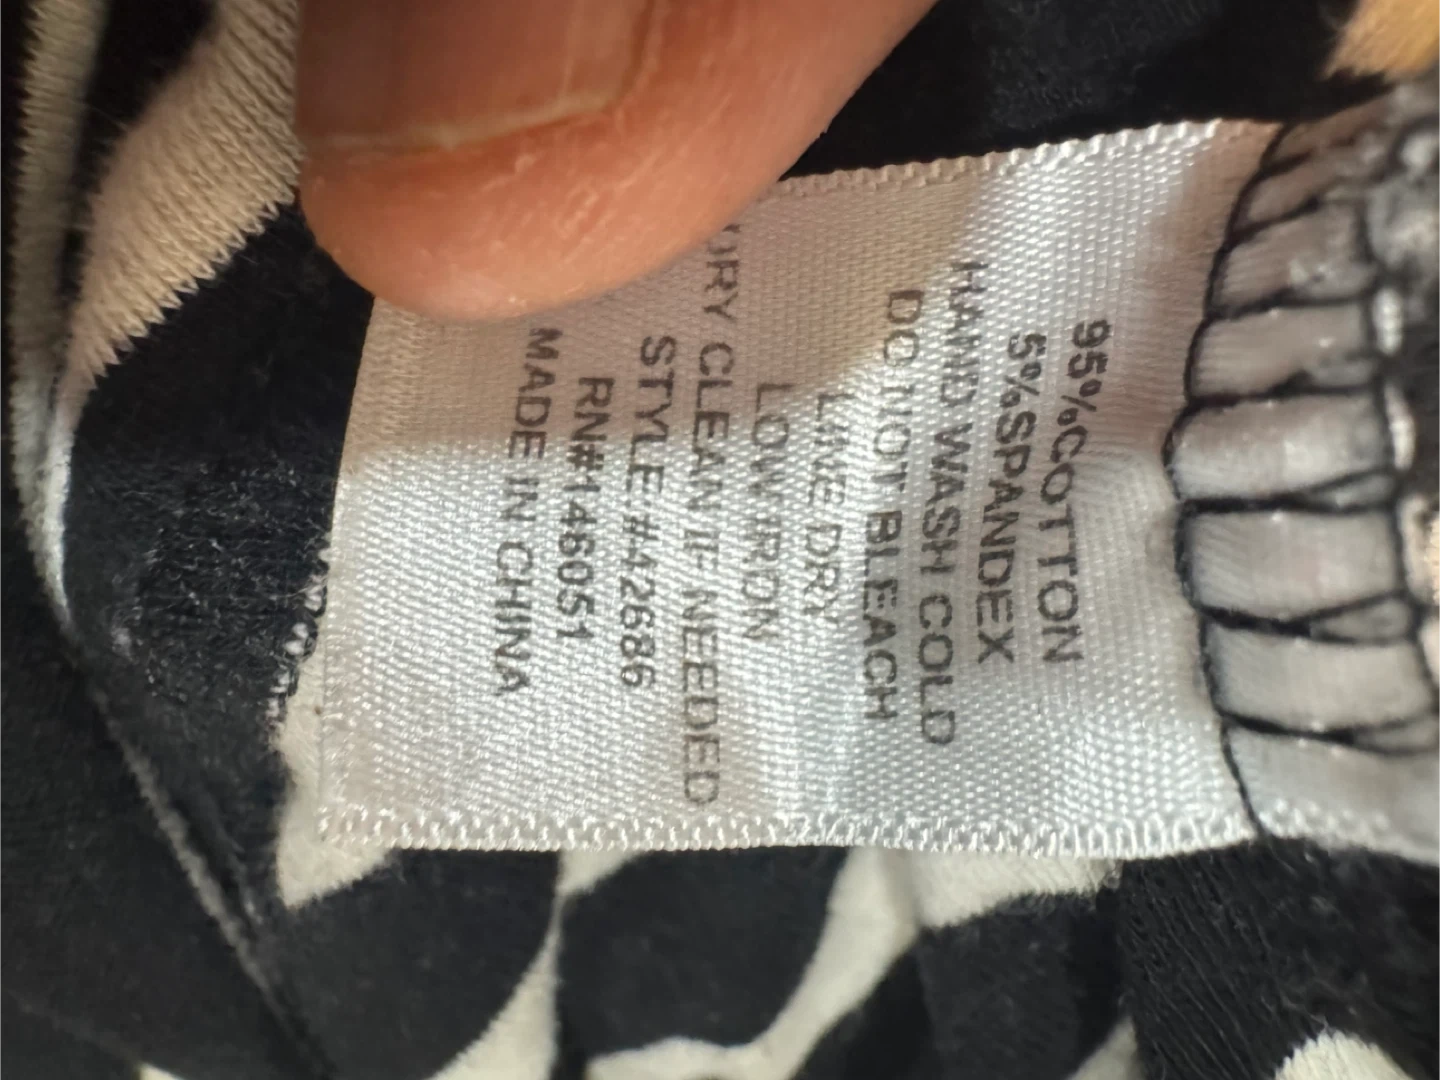 95%COTTON
5%SPANDEX
HAND WASH COLD
DO NOT BLEACH
LINE DRY
LOW IRON
DRY CLEAN IF NEEDED
STYLE#42686
RN#146051
MADE IN CHINA